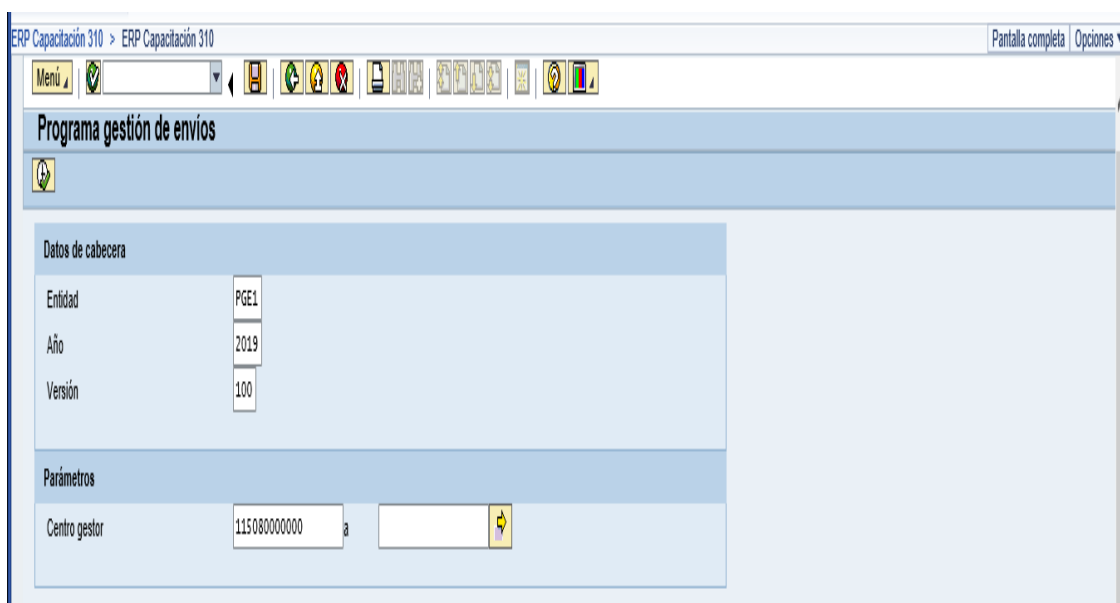 ERP Capacitación 310 > ERP Capacitación 310 Pantalla completa Opciones
Menú
Programa gestión de envíos
Datos de cabecera
Entidad PGE1
Año 2019
Versión 100
Parámetros
Centro gestor 115080000000 a